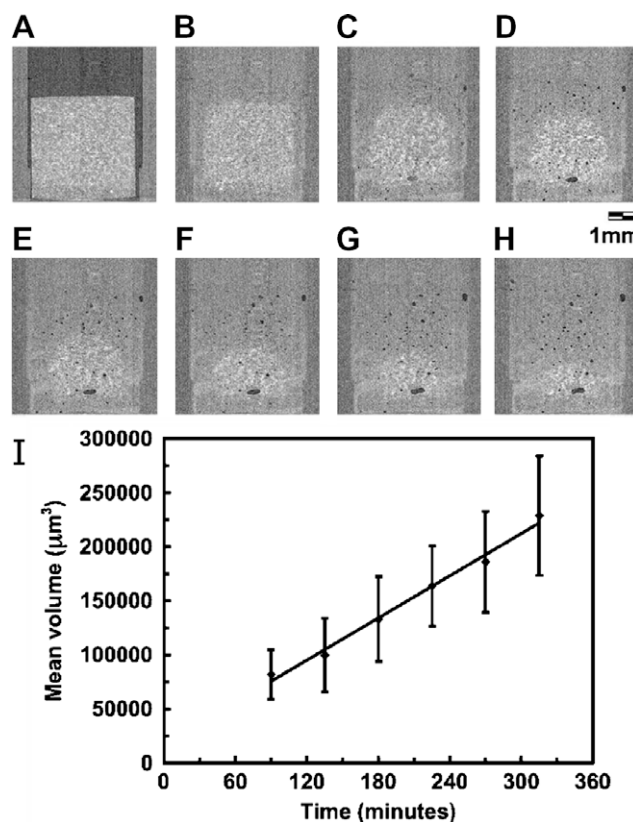 A B C D
1mm
E F G H
I
300000
250000
200000
150000
100000
50000
0
Mean volume (μm³)
0 60 120 180 240 300 360
Time (minutes)